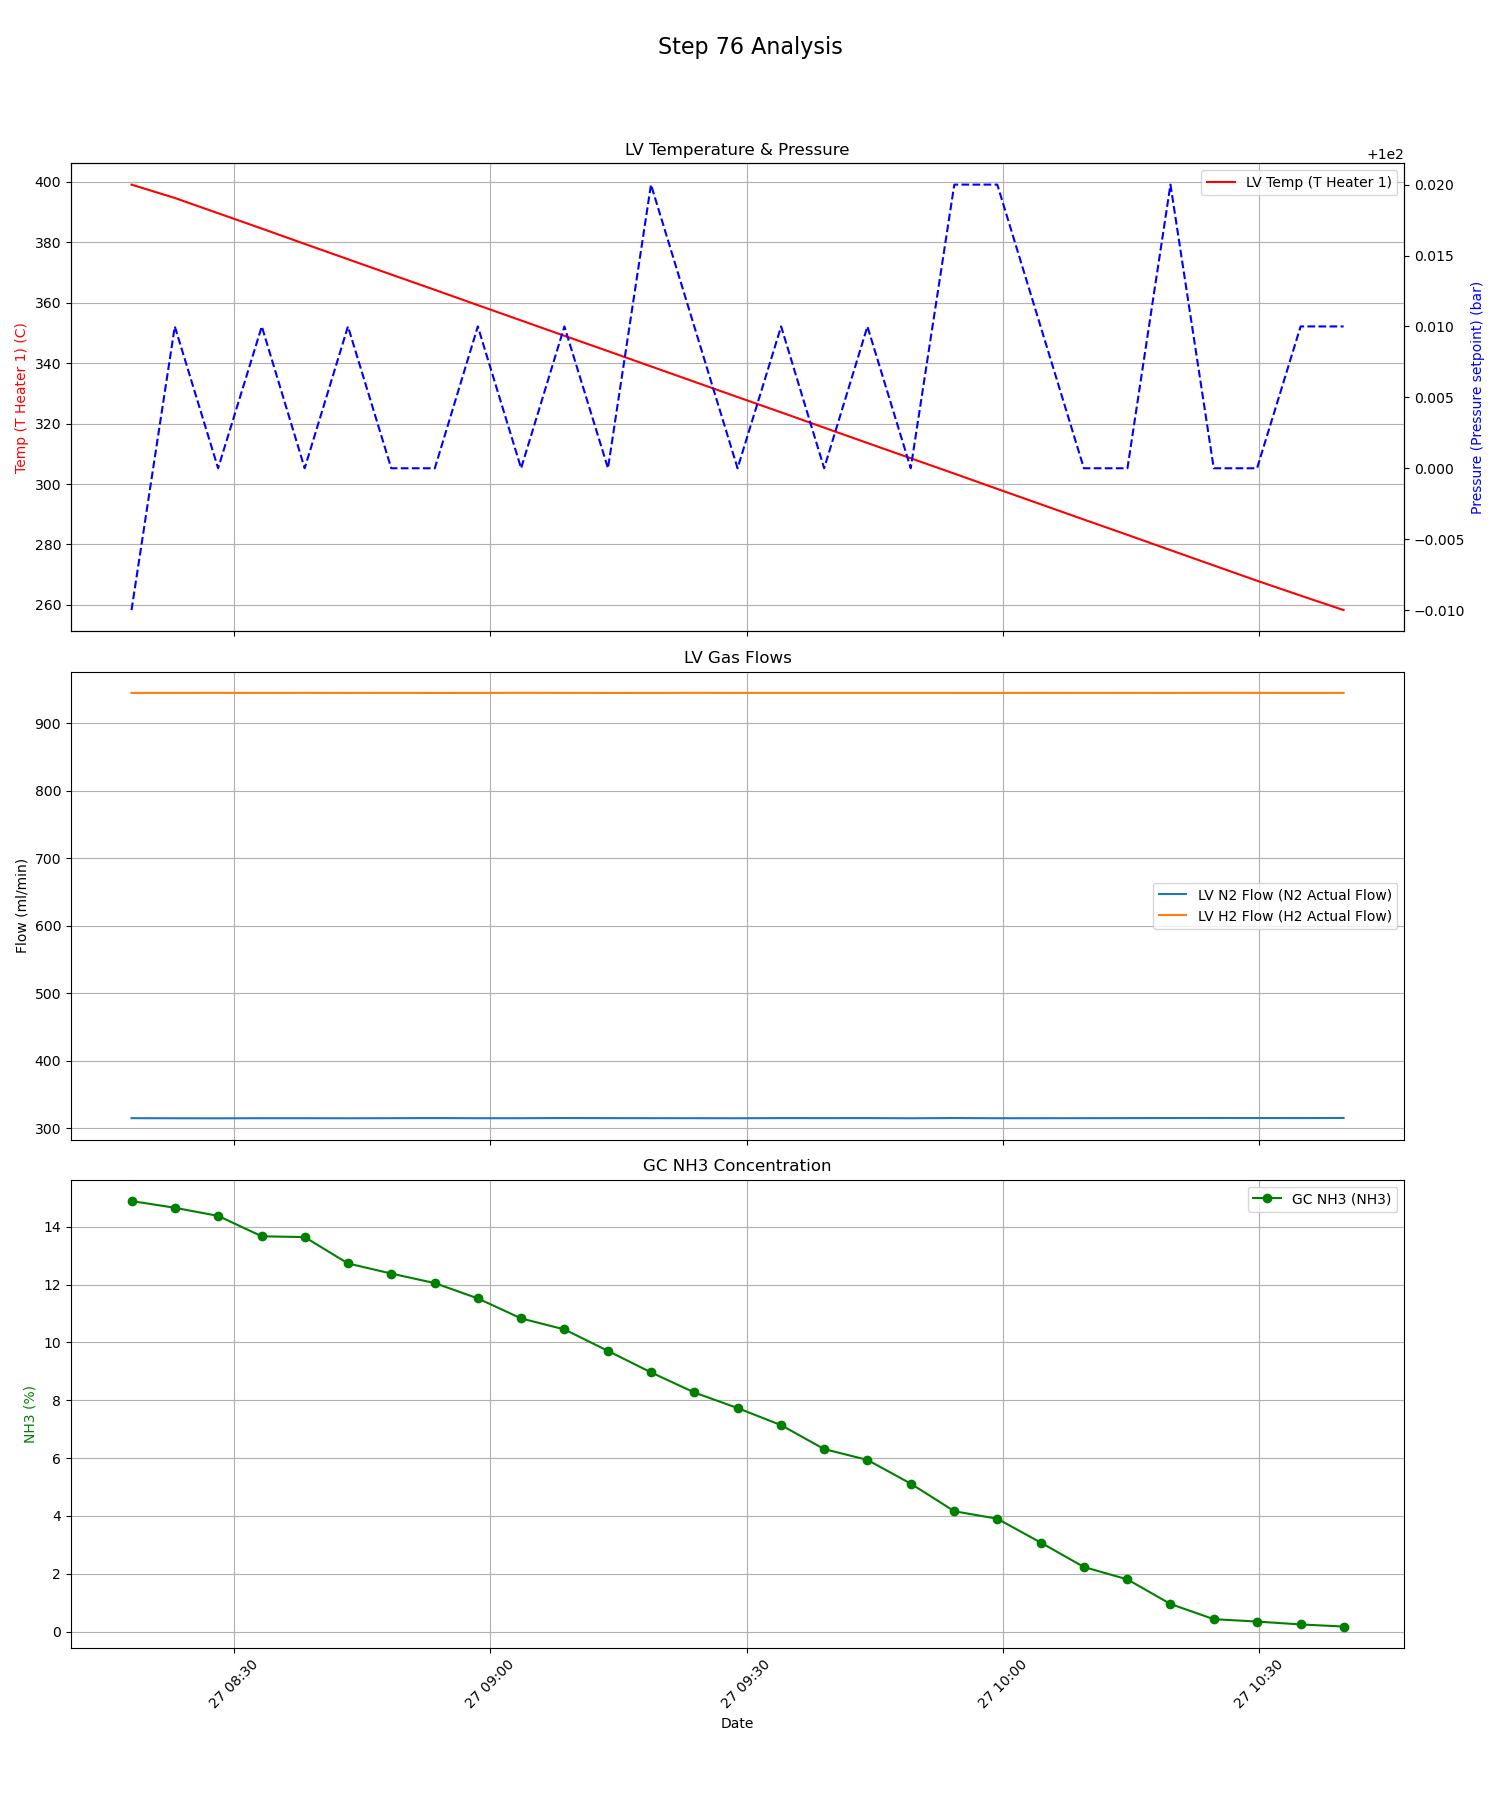 Step 76 Analysis
LV Temperature & Pressure
+1e2
LV Temp (T Heater 1)
Temp (T Heater 1) (C)
400
380
360
340
320
300
280
260
Pressure (Pressure setpoint) (bar)
0.020
0.015
0.010
0.005
0.000
−0.005
−0.010
LV Gas Flows
Flow (ml/min)
900
800
700
600
500
400
300
LV N2 Flow (N2 Actual Flow)
LV H2 Flow (H2 Actual Flow)
GC NH3 Concentration
GC NH3 (NH3)
NH3 (%)
14
12
10
8
6
4
2
0
27 08:30
27 09:00
27 09:30
27 10:00
27 10:30
Date